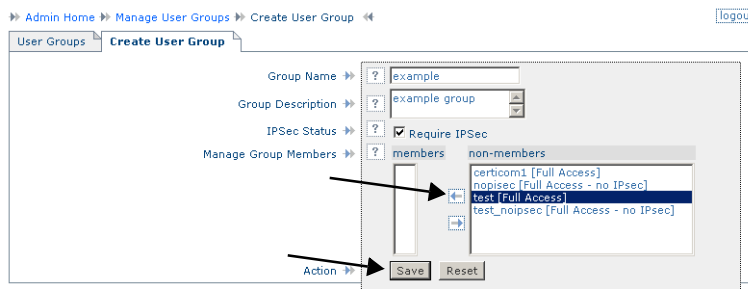 Admin Home Manage User Groups Create User Group
User Groups Create User Group
Group Name ? example
Group Description ? example group
IPSec Status ? Require IPSec
Manage Group Members ? members non-members
certicom1 [Full Access]
nopisec [Full Access - no IPsec]
test [Full Access]
test_noipsec [Full Access - no IPsec]
Action Save Reset